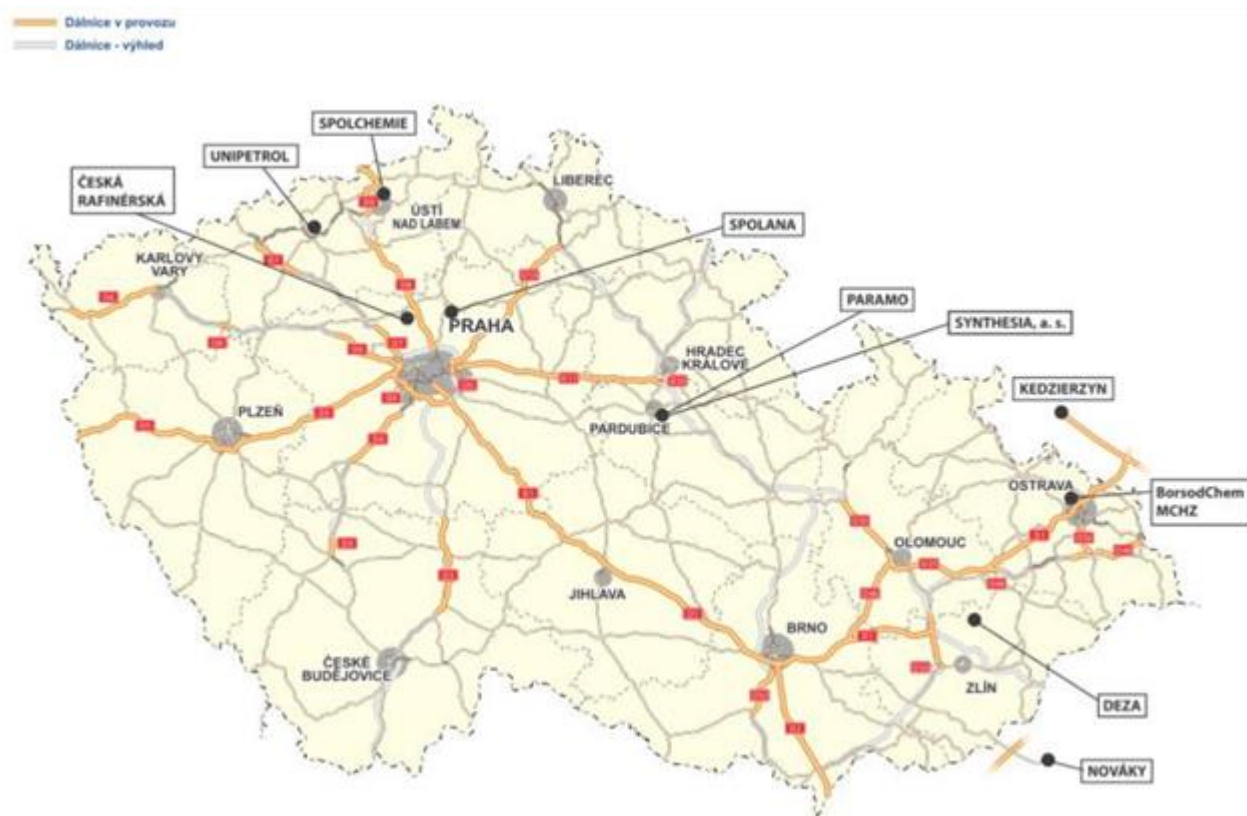 Dálnice v provozu
Dálnice - výhled
SPOLCHEMIE
UNIPETROL
ČESKÁ
RAFINÉRSKÁ
LIBEREC
ÚSTÍ
NAD LABEM
SPOLANA
KARLOVY
VARY
PARAMO
PRAHA
SYNTHESIA, a. s.
HRADEC
KRÁLOVÉ
KEDZIERZYN
PLZEŇ
PARDUBICE
OSTRAVA
BorsodChem
MCHZ
OLOMOUC
JIHLAVA
BRNO
ČESKÉ
BUDĚJOVICE
ZLÍN
DEZA
NOVÁKY